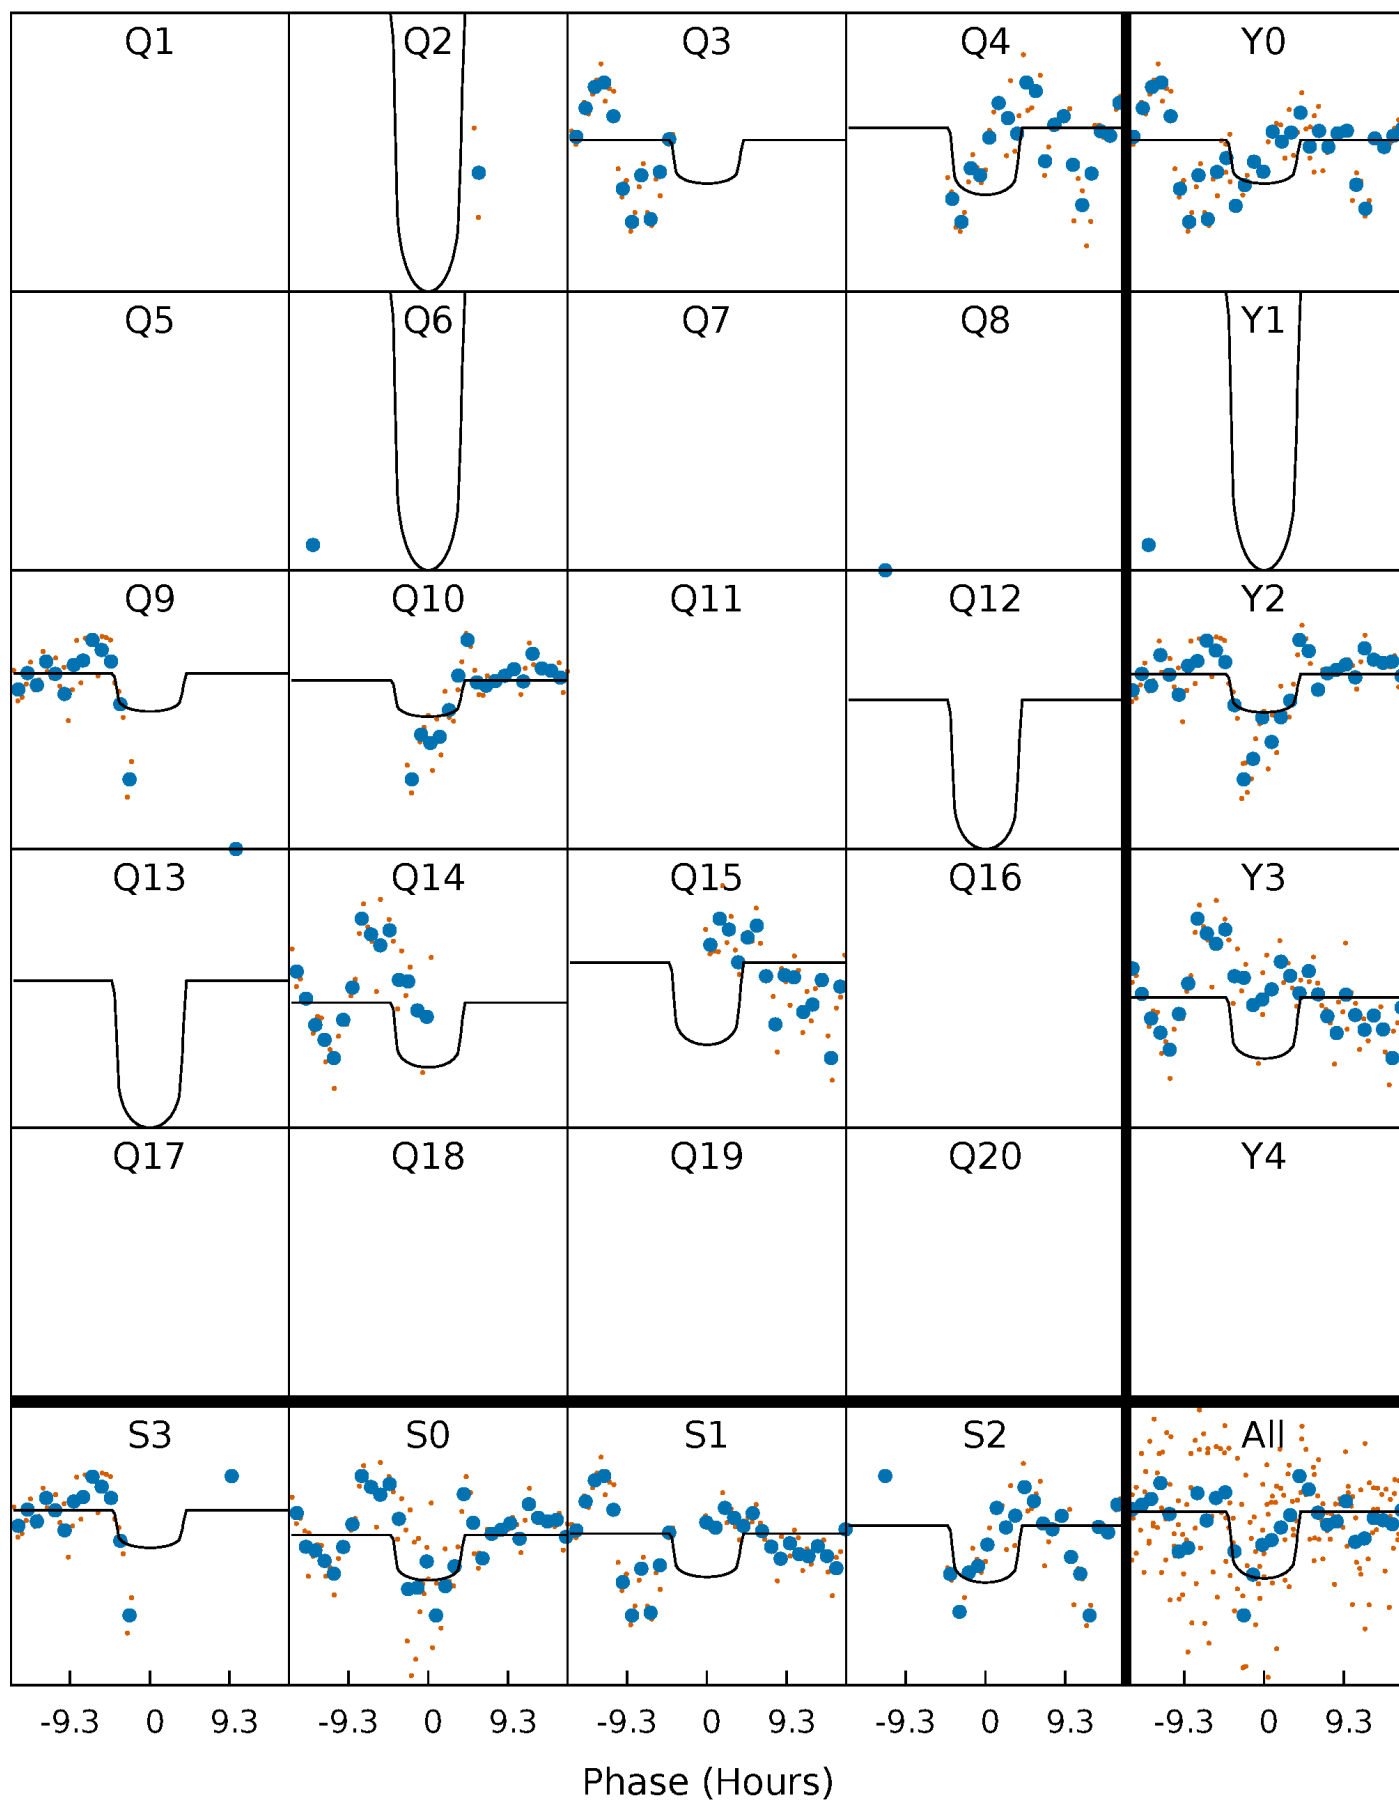 Q1 Q2 Q3 Q4 Y0
Q5 Q6 Q7 Q8 Y1
Q9 Q10 Q11 Q12 Y2
Q13 Q14 Q15 Q16 Y3
Q17 Q18 Q19 Q20 Y4
S3 S0 S1 S2 All
-9.3 0 9.3 -9.3 0 9.3 -9.3 0 9.3 -9.3 0 9.3 -9.3 0 9.3
Phase (Hours)